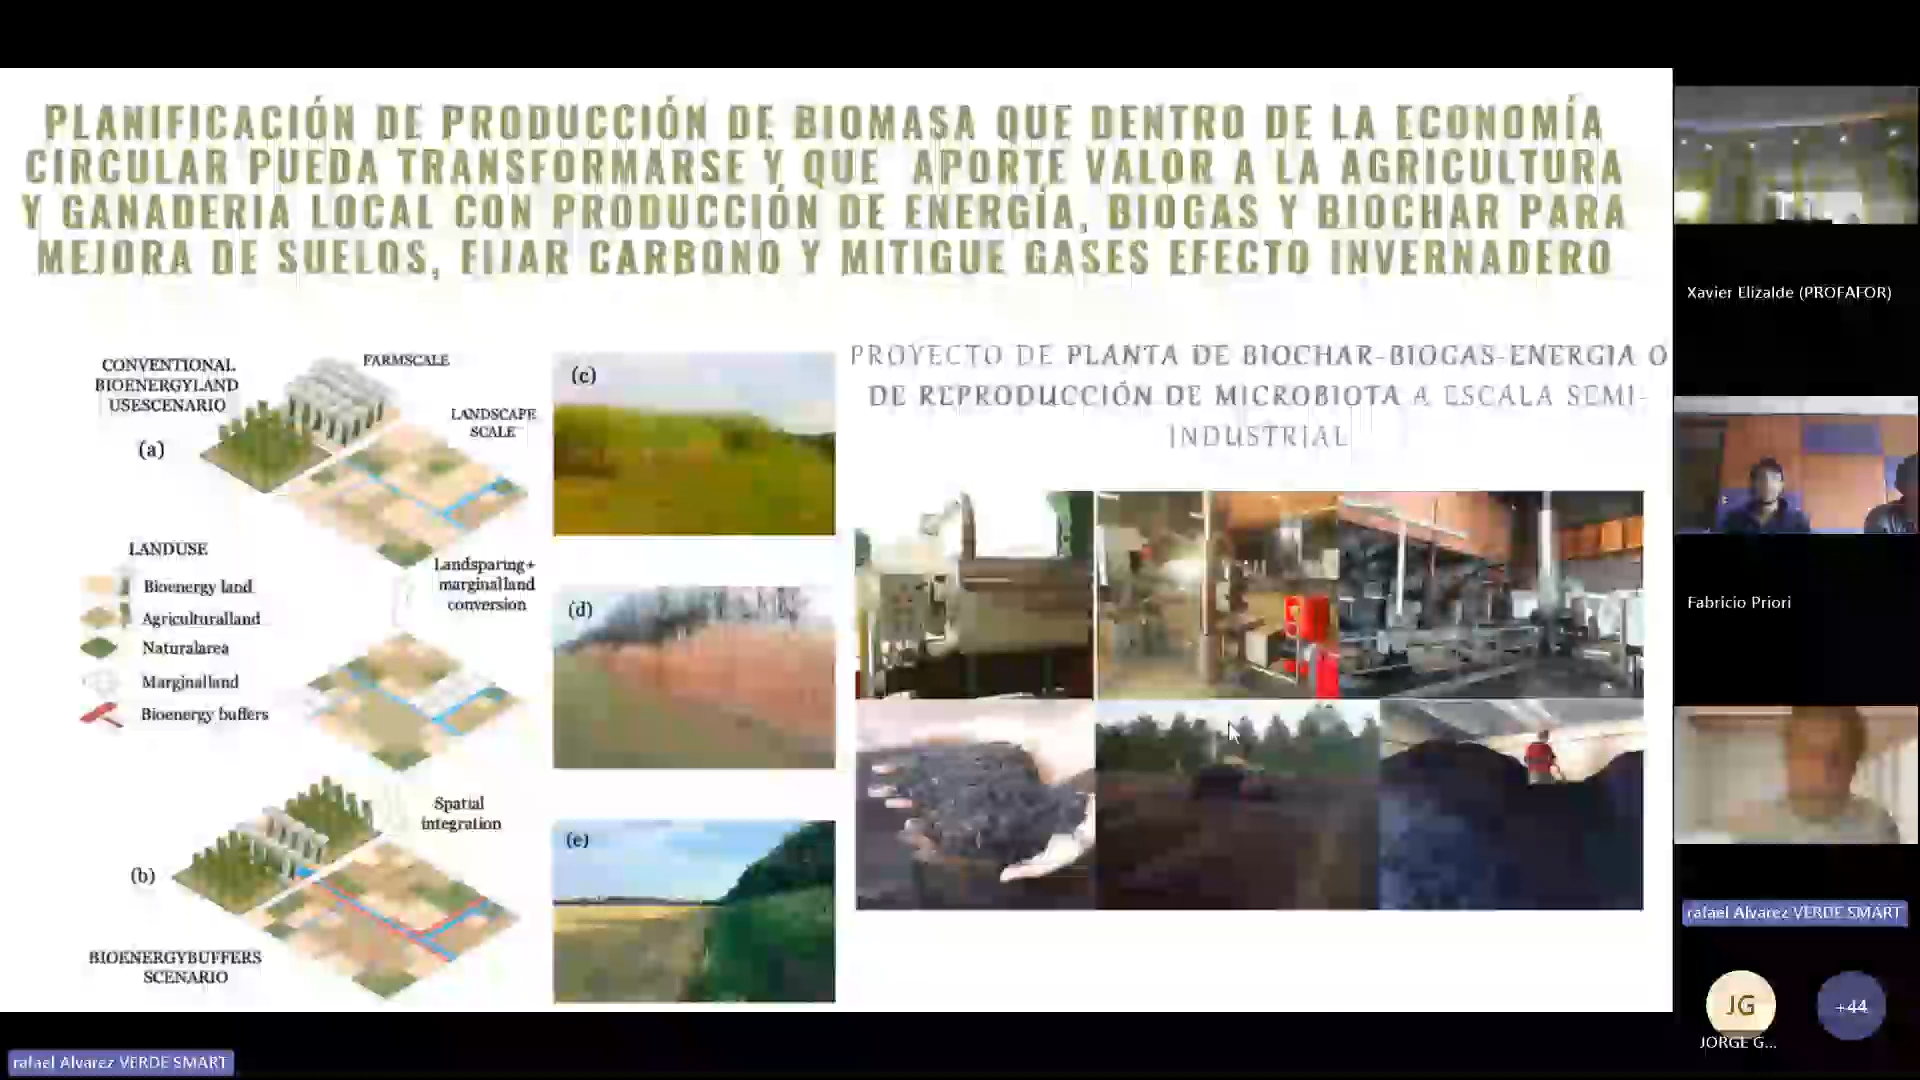 PLANIFICACIÓN DE PRODUCCIÓN DE BIOMASA QUE DENTRO DE LA ECONOMÍA
CIRCULAR PUEDA TRANSFORMARSE Y QUE APORTE VALOR A LA AGRICULTURA
Y GANADERIA LOCAL CON PRODUCCIÓN DE ENERGÍA, BIOGAS Y BIOCHAR PARA
MEJORA DE SUELOS, FIJAR CARBONO Y MITIGUE GASES EFECTO INVERNADERO
CONVENTIONAL
BIOENERGYLAND
USESCENARIO
FARMSCALE
LANDSCAPE
SCALE
(a)
LANDUSE
Bioenergy land
Agriculturalland
Naturalarea
Marginalland
Bioenergy buffers
Landsparing+
marginalland
conversion
Spatial
integration
(b)
BIOENERGYBUFFERS
SCENARIO
(c)
(d)
(e)
PROYECTO DE PLANTA DE BIOCHAR-BIOGAS-ENERGIA O
DE REPRODUCCIÓN DE MICROBIOTA A ESCALA SEMI-
INDUSTRIAL
Xavier Elizalde (PROFAFOR)
Fabricio Priori
rafael Alvarez VERDE SMART
JG
+44
JORGE G...
rafael Alvarez VERDE SMART